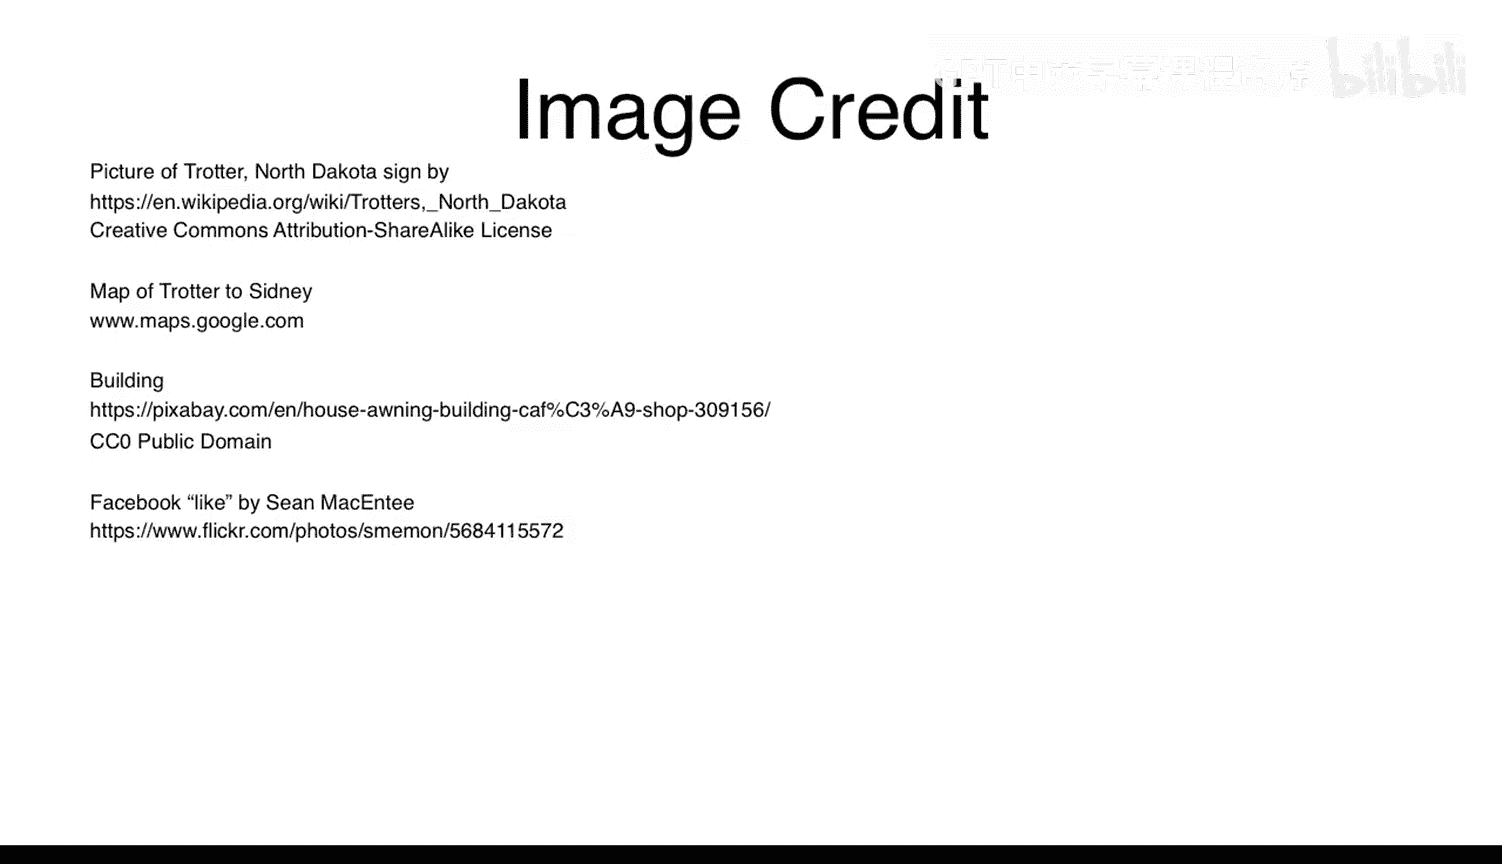 Image Credit
bilibili
Picture of Trotter, North Dakota sign by
https://en.wikipedia.org/wiki/Trotters,_North_Dakota
Creative Commons Attribution-ShareAlike License
Map of Trotter to Sidney
www.maps.google.com
Building
https://pixabay.com/en/house-awning-building-caf%C3%A9-shop-309156/
CC0 Public Domain
Facebook “like” by Sean MacEntee
https://www.flickr.com/photos/smemon/5684115572